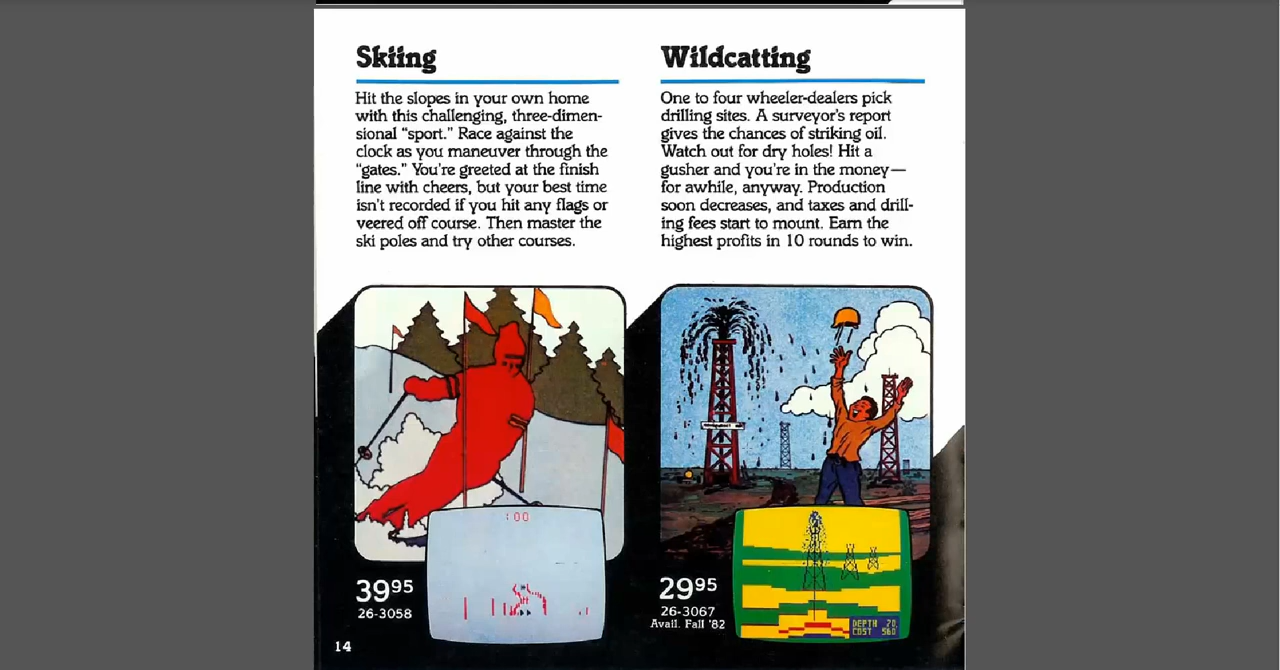 Skiing
Hit the slopes in your own home
with this challenging, three-dimen-
sional "sport." Race against the
clock as you maneuver through the
"gates." You're greeted at the finish
line with cheers, but your best time
isn't recorded if you hit any flags or
veered off course. Then master the
ski poles and try other courses.
:00
39⁹⁵
26-3058
14
Wildcatting
One to four wheeler-dealers pick
drilling sites. A surveyor's report
gives the chances of striking oil.
Watch out for dry holes! Hit a
gusher and you're in the money—
for awhile, anyway. Production
soon decreases, and taxes and drill-
ing fees start to mount. Earn the
highest profits in 10 rounds to win.
29⁹⁵
26-3067
Avail. Fall '82
DEPTH 20
COST 560